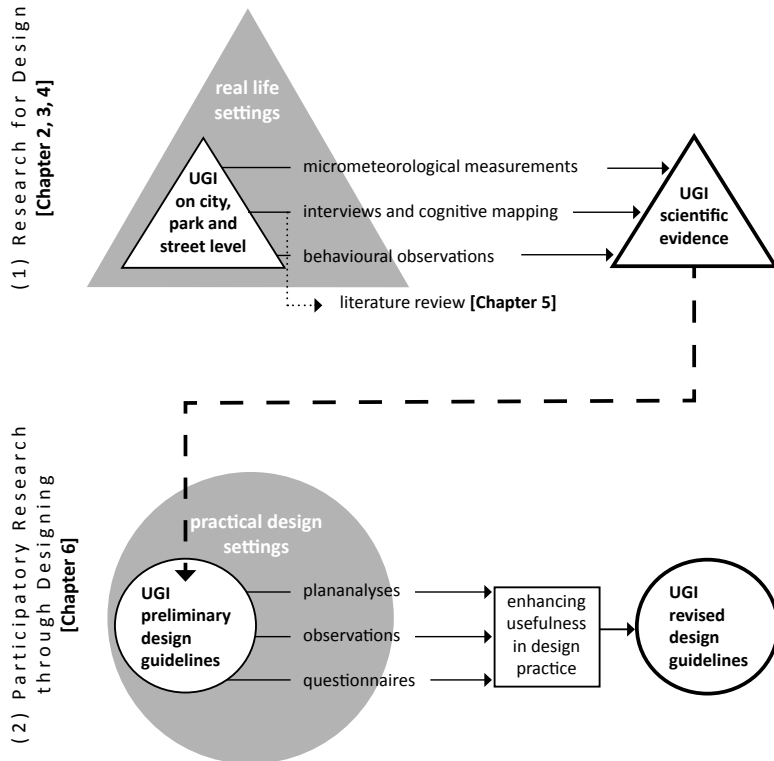 (1) Research for Design
[Chapter 2, 3, 4]
real life
settings
UGI
on city,
park and
street level
micrometeorological measurements
interviews and cognitive mapping
behavioural observations
literature review [Chapter 5]
UGI
scientific
evidence
(2) Participatory Research
through Designing
[Chapter 6]
practical design
settings
UGI
preliminary
design
guidelines
plananalyses
observations
questionnaires
enhancing
usefulness
in design
practice
UGI
revised
design
guidelines